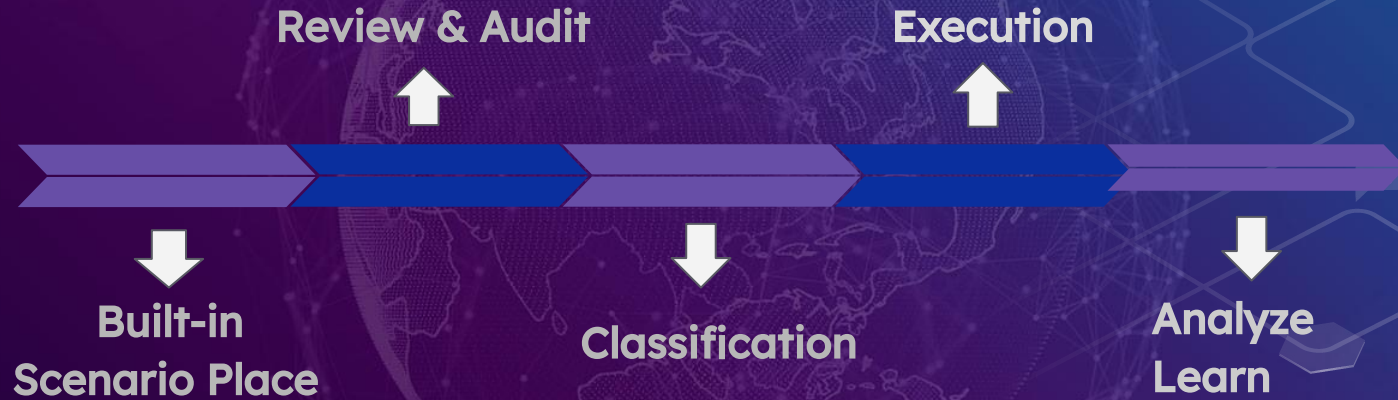 Review & Audit
Execution
Built-in
Scenario Place
Classification
Analyze
Learn